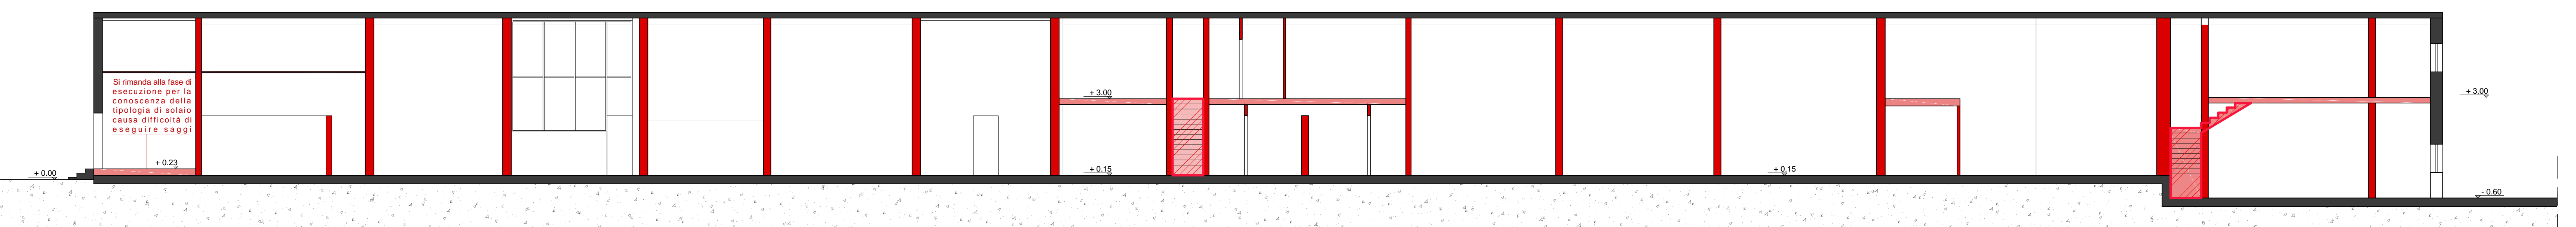 Si rimanda alla fase di
esecuzione per la
conoscenza della
tipologia di solaio
causa difficoltà di
eseguire saggi
+ 0.23
+ 0.00
+ 3.00
+ 0.15
+ 0.15
+ 3.00
- 0.60